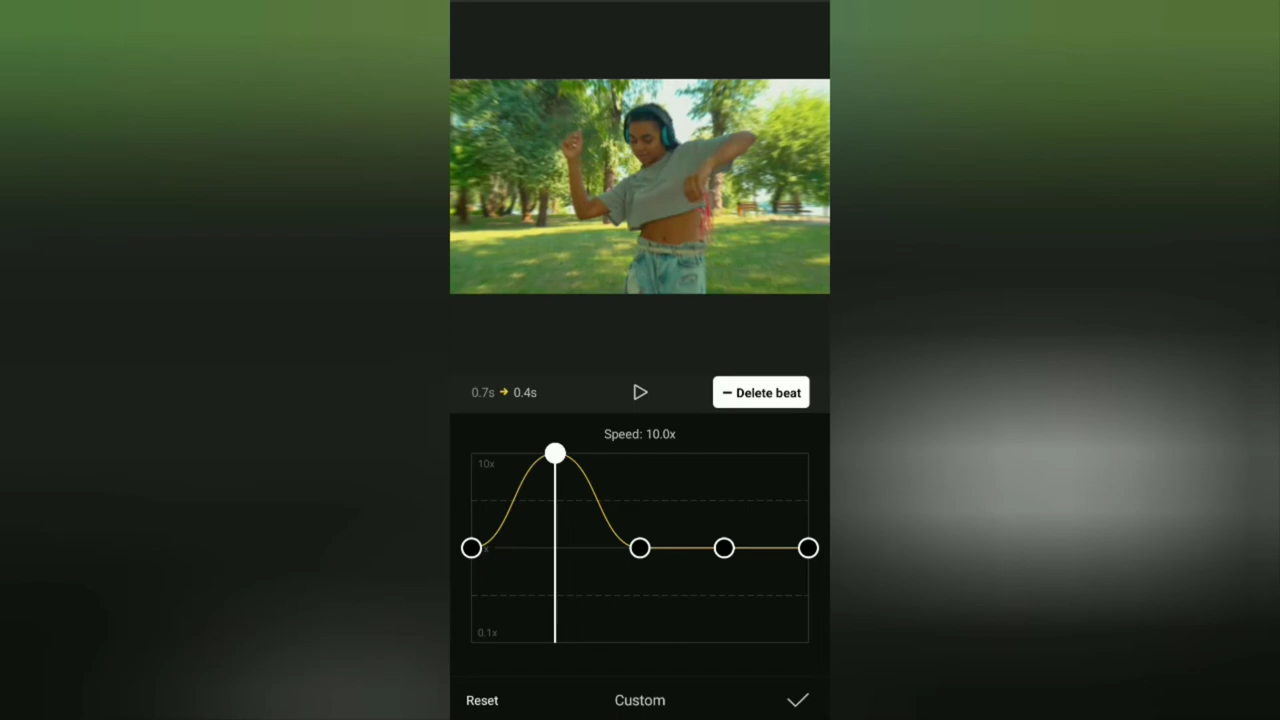 0.7s → 0.4s
− Delete beat
Speed: 10.0x
10x
x
0.1x
Reset
Custom